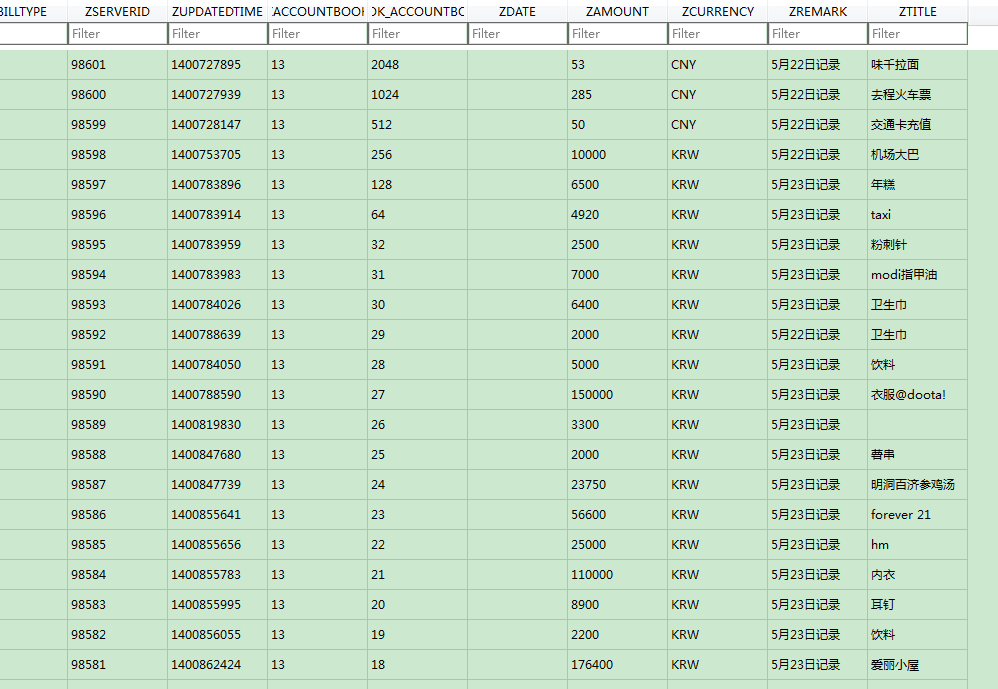 BILLTYPE ZSERVERID ZUPDATEDTIME ACCOUNTBOOK OK_ACCOUNTBO ZDATE ZAMOUNT ZCURRENCY ZREMARK ZTITLE
Filter Filter Filter Filter Filter Filter Filter Filter Filter
98601 1400727895 13 2048 53 CNY 5月22日记录 味千拉面
98600 1400727939 13 1024 285 CNY 5月22日记录 去程火车票
98599 1400728147 13 512 50 CNY 5月22日记录 交通卡充值
98598 1400753705 13 256 10000 KRW 5月22日记录 机场大巴
98597 1400783896 13 128 6500 KRW 5月23日记录 年糕
98596 1400783914 13 64 4920 KRW 5月23日记录 taxi
98595 1400783959 13 32 2500 KRW 5月23日记录 粉刺针
98594 1400783983 13 31 7000 KRW 5月23日记录 modi指甲油
98593 1400784026 13 30 6400 KRW 5月23日记录 卫生巾
98592 1400788639 13 29 2000 KRW 5月22日记录 卫生巾
98591 1400784050 13 28 5000 KRW 5月23日记录 饮料
98590 1400788590 13 27 150000 KRW 5月23日记录 衣服@doota!
98589 1400819830 13 26 3300 KRW 5月23日记录
98588 1400847680 13 25 2000 KRW 5月23日记录 串
98587 1400847739 13 24 23750 KRW 5月23日记录 明洞百济参鸡汤
98586 1400855641 13 23 56600 KRW 5月23日记录 forever 21
98585 1400855656 13 22 25000 KRW 5月23日记录 hm
98584 1400855783 13 21 110000 KRW 5月23日记录 内衣
98583 1400855995 13 20 8900 KRW 5月23日记录 耳钉
98582 1400856055 13 19 2200 KRW 5月23日记录 饮料
98581 1400862424 13 18 176400 KRW 5月23日记录 爱丽小屋